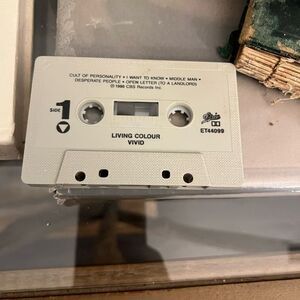 CULT OF PERSONALITY • I WANT TO KNOW • MIDDLE MAN •
DESPERATE PEOPLE • OPEN LETTER (TO A LANDLORD)
℗ 1988 CBS Records Inc.
SIDE 1
Epic
ET44099
LIVING COLOUR
VIVID